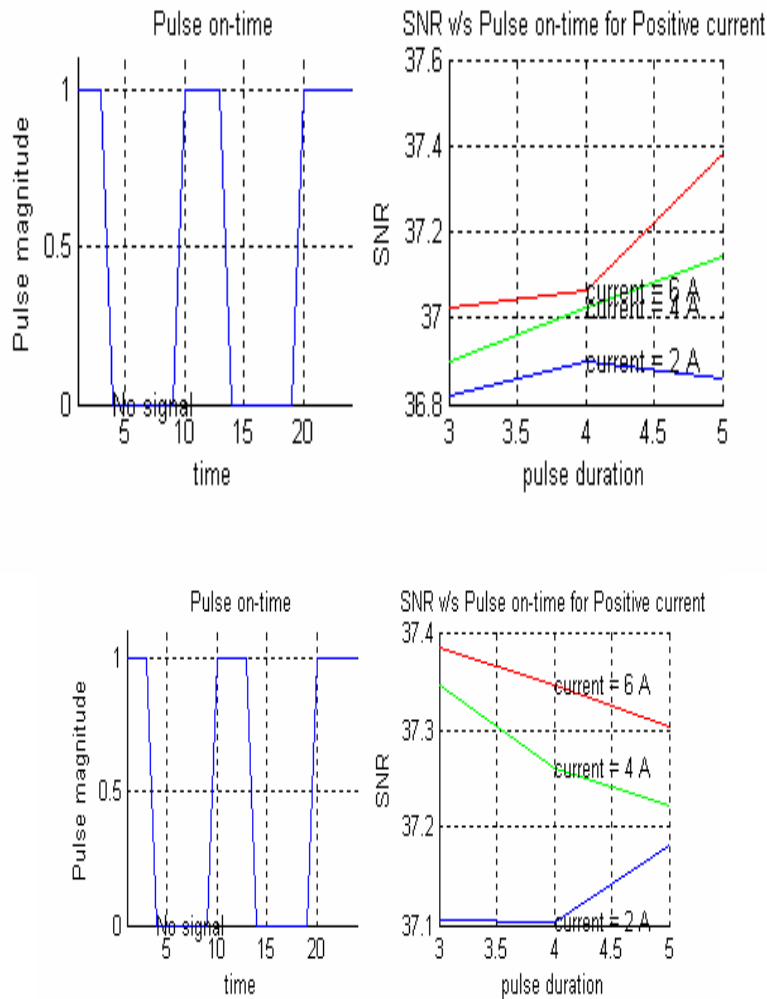 Pulse on-time
Pulse magnitude
1
0.5
0
No signal
5
10
15
20
time
SNR v/s Pulse on-time for Positive current
SNR
37.6
37.4
37.2
37
36.8
current = 6 A
current = 4 A
current = 2 A
3
3.5
4
4.5
5
pulse duration
Pulse on-time
Pulse magnitude
1
0.5
0
No signal
5
10
15
20
time
SNR v/s Pulse on-time for Positive current
SNR
37.4
37.3
37.2
37.1
current = 6 A
current = 4 A
current = 2 A
3
3.5
4
4.5
5
pulse duration